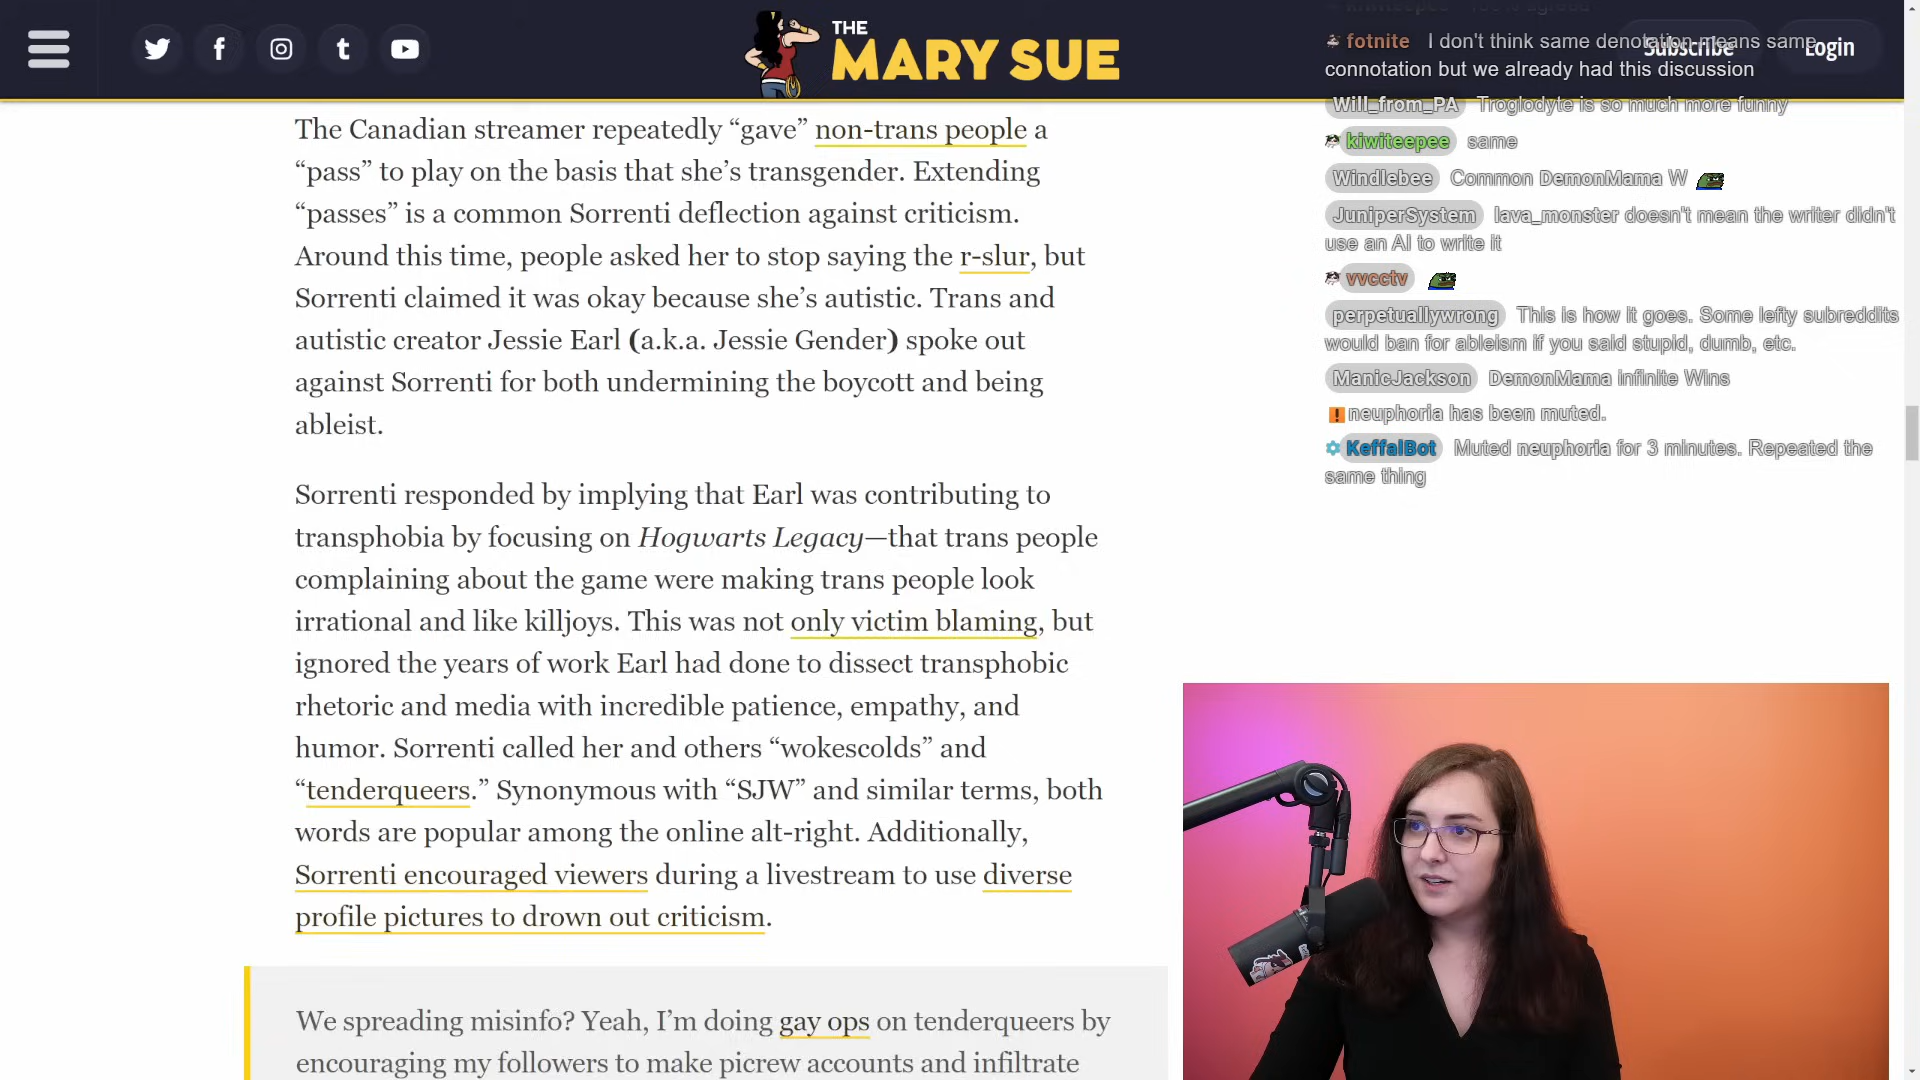 THE
MARY SUE
Subscribe
Login
The Canadian streamer repeatedly “gave” non-trans people a
“pass” to play on the basis that she’s transgender. Extending
“passes” is a common Sorrenti deflection against criticism.
Around this time, people asked her to stop saying the r-slur, but
Sorrenti claimed it was okay because she’s autistic. Trans and
autistic creator Jessie Earl (a.k.a. Jessie Gender) spoke out
against Sorrenti for both undermining the boycott and being
ableist.
Sorrenti responded by implying that Earl was contributing to
transphobia by focusing on Hogwarts Legacy—that trans people
complaining about the game were making trans people look
irrational and like killjoys. This was not only victim blaming, but
ignored the years of work Earl had done to dissect transphobic
rhetoric and media with incredible patience, empathy, and
humor. Sorrenti called her and others “wokescolds” and
“tenderqueers.” Synonymous with “SJW” and similar terms, both
words are popular among the online alt-right. Additionally,
Sorrenti encouraged viewers during a livestream to use diverse
profile pictures to drown out criticism.
We spreading misinfo? Yeah, I’m doing gay ops on tenderqueers by
encouraging my followers to make picrew accounts and infiltrate
fotnite I don't think same denotation means same
connotation but we already had this discussion
Will_from_PA Troglodyte is so much more funny
kiwiteepee same
Windlebee Common DemonMama W
JuniperSystem lava_monster doesn't mean the writer didn't
use an AI to write it
vvcctv
perpetuallywrong This is how it goes. Some lefty subreddits
would ban for ableism if you said stupid, dumb, etc.
ManicJackson DemonMama infinite Wins
neuphoria has been muted.
KeffalBot Muted neuphoria for 3 minutes. Repeated the
same thing